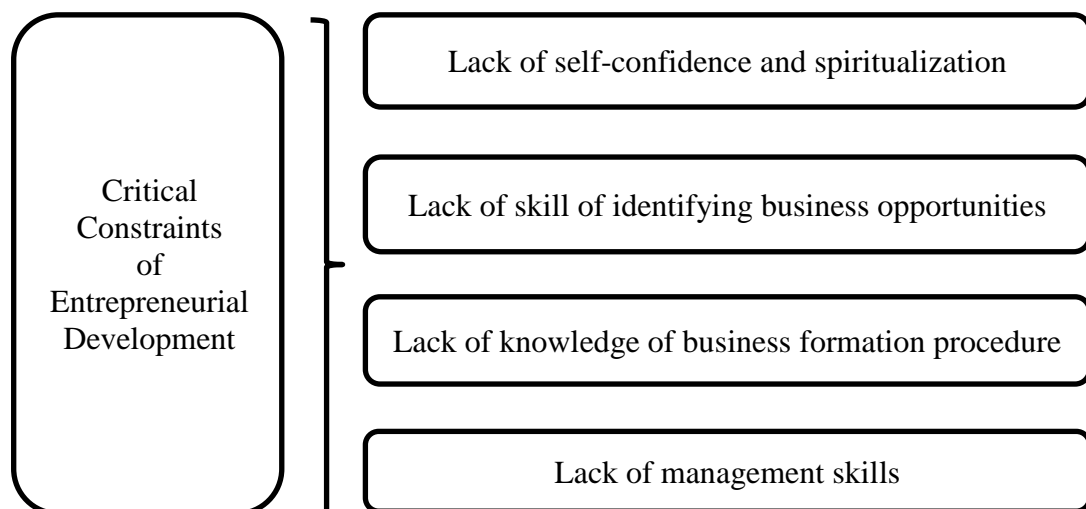 Critical
Constraints
of
Entrepreneurial
Development
Lack of self-confidence and spiritualization
Lack of skill of identifying business opportunities
Lack of knowledge of business formation procedure
Lack of management skills